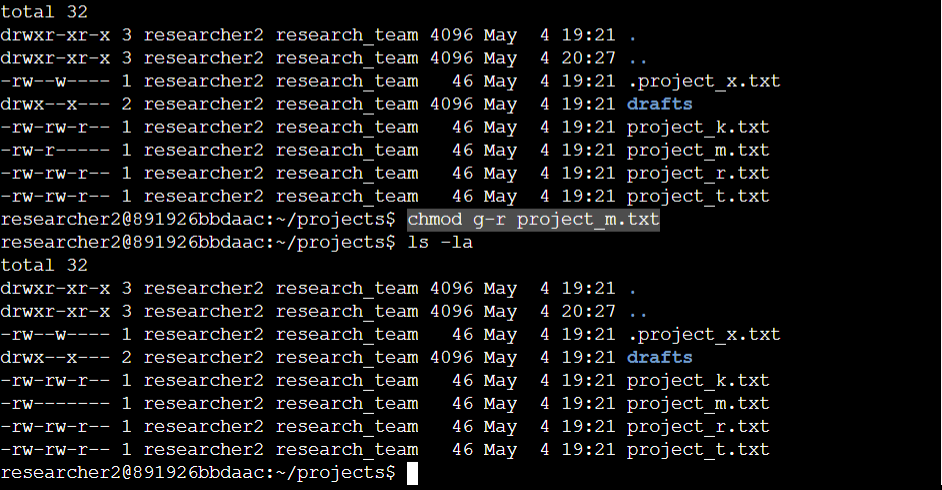 total 32
drwxr-xr-x 3 researcher2 research_team 4096 May  4 19:21 .
drwxr-xr-x 3 researcher2 research_team 4096 May  4 20:27 ..
-rw--w---- 1 researcher2 research_team   46 May  4 19:21 .project_x.txt
drwx--x--- 2 researcher2 research_team 4096 May  4 19:21 drafts
-rw-rw-r-- 1 researcher2 research_team   46 May  4 19:21 project_k.txt
-rw-r----- 1 researcher2 research_team   46 May  4 19:21 project_m.txt
-rw-rw-r-- 1 researcher2 research_team   46 May  4 19:21 project_r.txt
-rw-rw-r-- 1 researcher2 research_team   46 May  4 19:21 project_t.txt
researcher2@891926bbdaac:~/projects$ chmod g-r project_m.txt
researcher2@891926bbdaac:~/projects$ ls -la
total 32
drwxr-xr-x 3 researcher2 research_team 4096 May  4 19:21 .
drwxr-xr-x 3 researcher2 research_team 4096 May  4 20:27 ..
-rw--w---- 1 researcher2 research_team   46 May  4 19:21 .project_x.txt
drwx--x--- 2 researcher2 research_team 4096 May  4 19:21 drafts
-rw-rw-r-- 1 researcher2 research_team   46 May  4 19:21 project_k.txt
-rw------- 1 researcher2 research_team   46 May  4 19:21 project_m.txt
-rw-rw-r-- 1 researcher2 research_team   46 May  4 19:21 project_r.txt
-rw-rw-r-- 1 researcher2 research_team   46 May  4 19:21 project_t.txt
researcher2@891926bbdaac:~/projects$